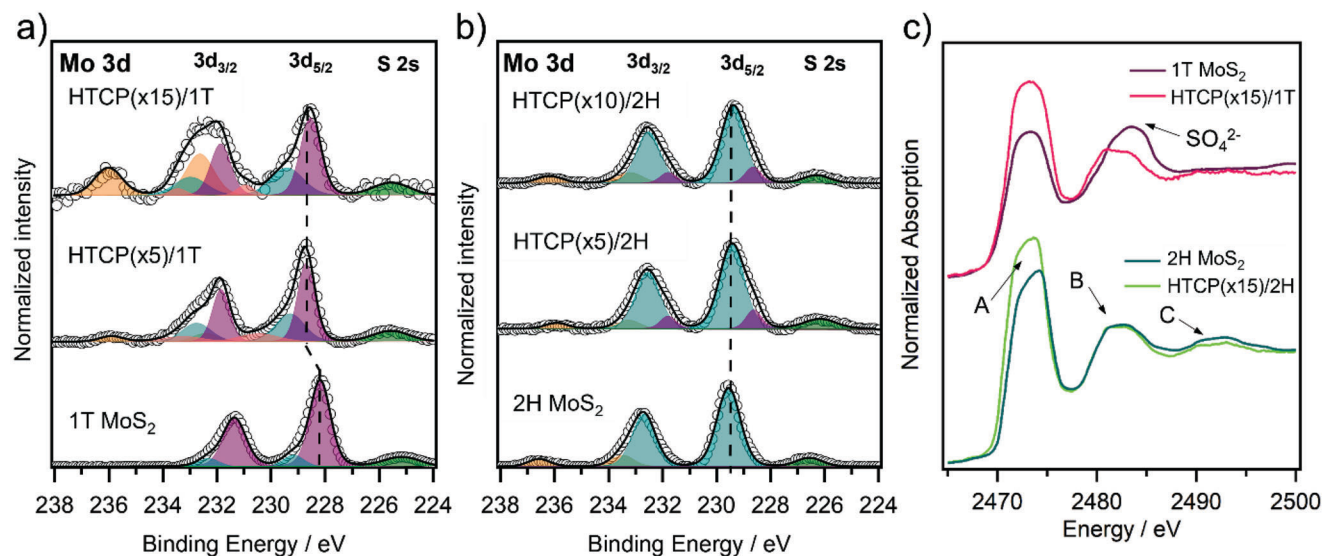 a)
Mo 3d
3d3/2
3d5/2
S 2s
HTCP(x15)/1T
HTCP(x5)/1T
1T MoS2
Normalized intensity
238 236 234 232 230 228 226 224
Binding Energy / eV
b)
Mo 3d
3d3/2
3d5/2
S 2s
HTCP(x10)/2H
HTCP(x5)/2H
2H MoS2
Normalized intensity
238 236 234 232 230 228 226 224
Binding Energy / eV
c)
1T MoS2
HTCP(x15)/1T
SO4 2-
2H MoS2
HTCP(x15)/2H
A
B
C
Normalized Absorption
2470 2480 2490 2500
Energy / eV